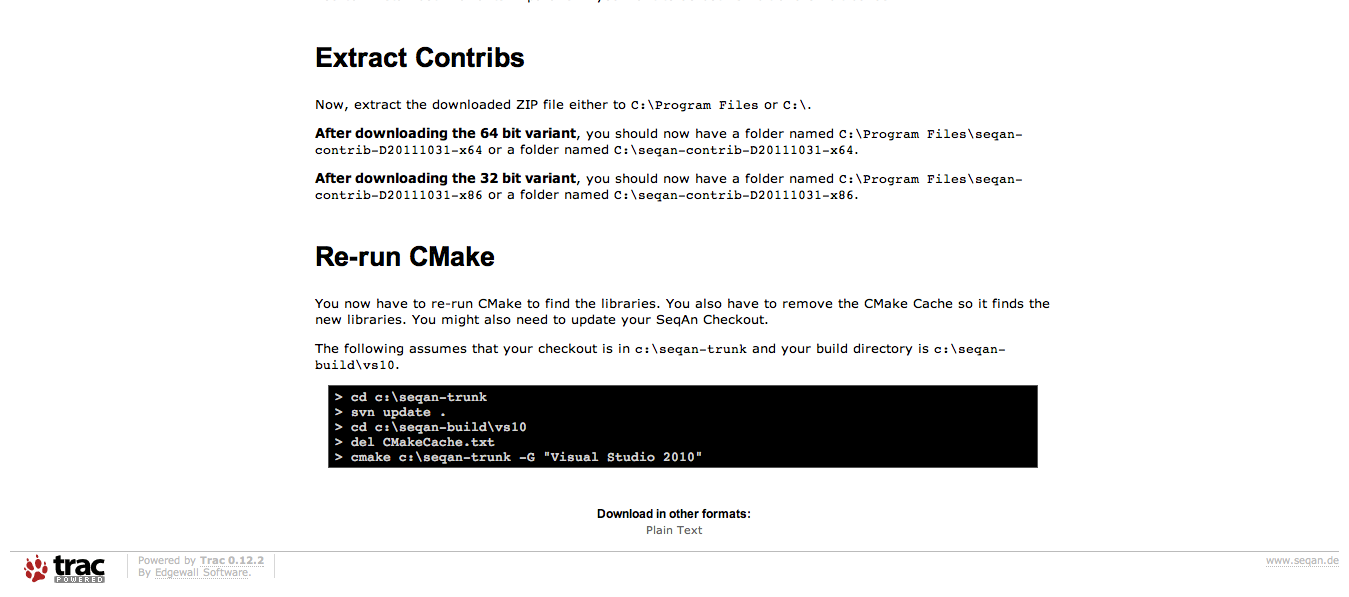 Extract Contribs
Now, extract the downloaded ZIP file either to C:\Program Files or C:\.
After downloading the 64 bit variant, you should now have a folder named C:\Program Files\seqan-
contrib-D20111031-x64 or a folder named C:\seqan-contrib-D20111031-x64.
After downloading the 32 bit variant, you should now have a folder named C:\Program Files\seqan-
contrib-D20111031-x86 or a folder named C:\seqan-contrib-D20111031-x86.
Re-run CMake
You now have to re-run CMake to find the libraries. You also have to remove the CMake Cache so it finds the
new libraries. You might also need to update your SeqAn Checkout.
The following assumes that your checkout is in c:\seqan-trunk and your build directory is c:\seqan-
build\vs10.
> cd c:\seqan-trunk
> svn update .
> cd c:\seqan-build\vs10
> del CMakeCache.txt
> cmake c:\seqan-trunk -G "Visual Studio 2010"
Download in other formats:
Plain Text
trac
POWERED
Powered by Trac 0.12.2
By Edgewall Software.
www.seqan.de